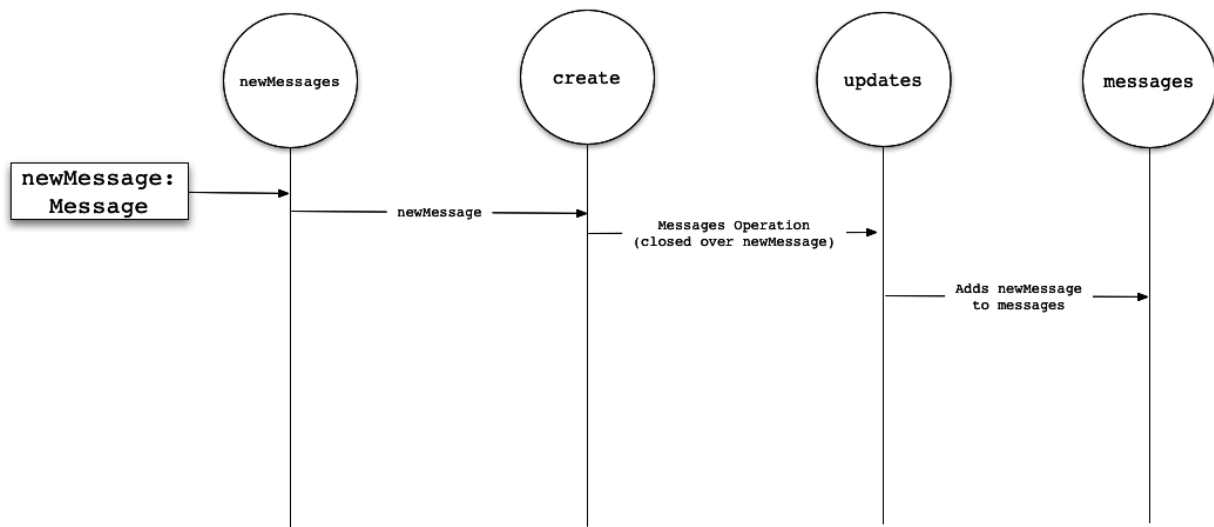 newMessages
create
updates
messages
newMessage:
Message
newMessage
Messages Operation
(closed over newMessage)
Adds newMessage
to messages